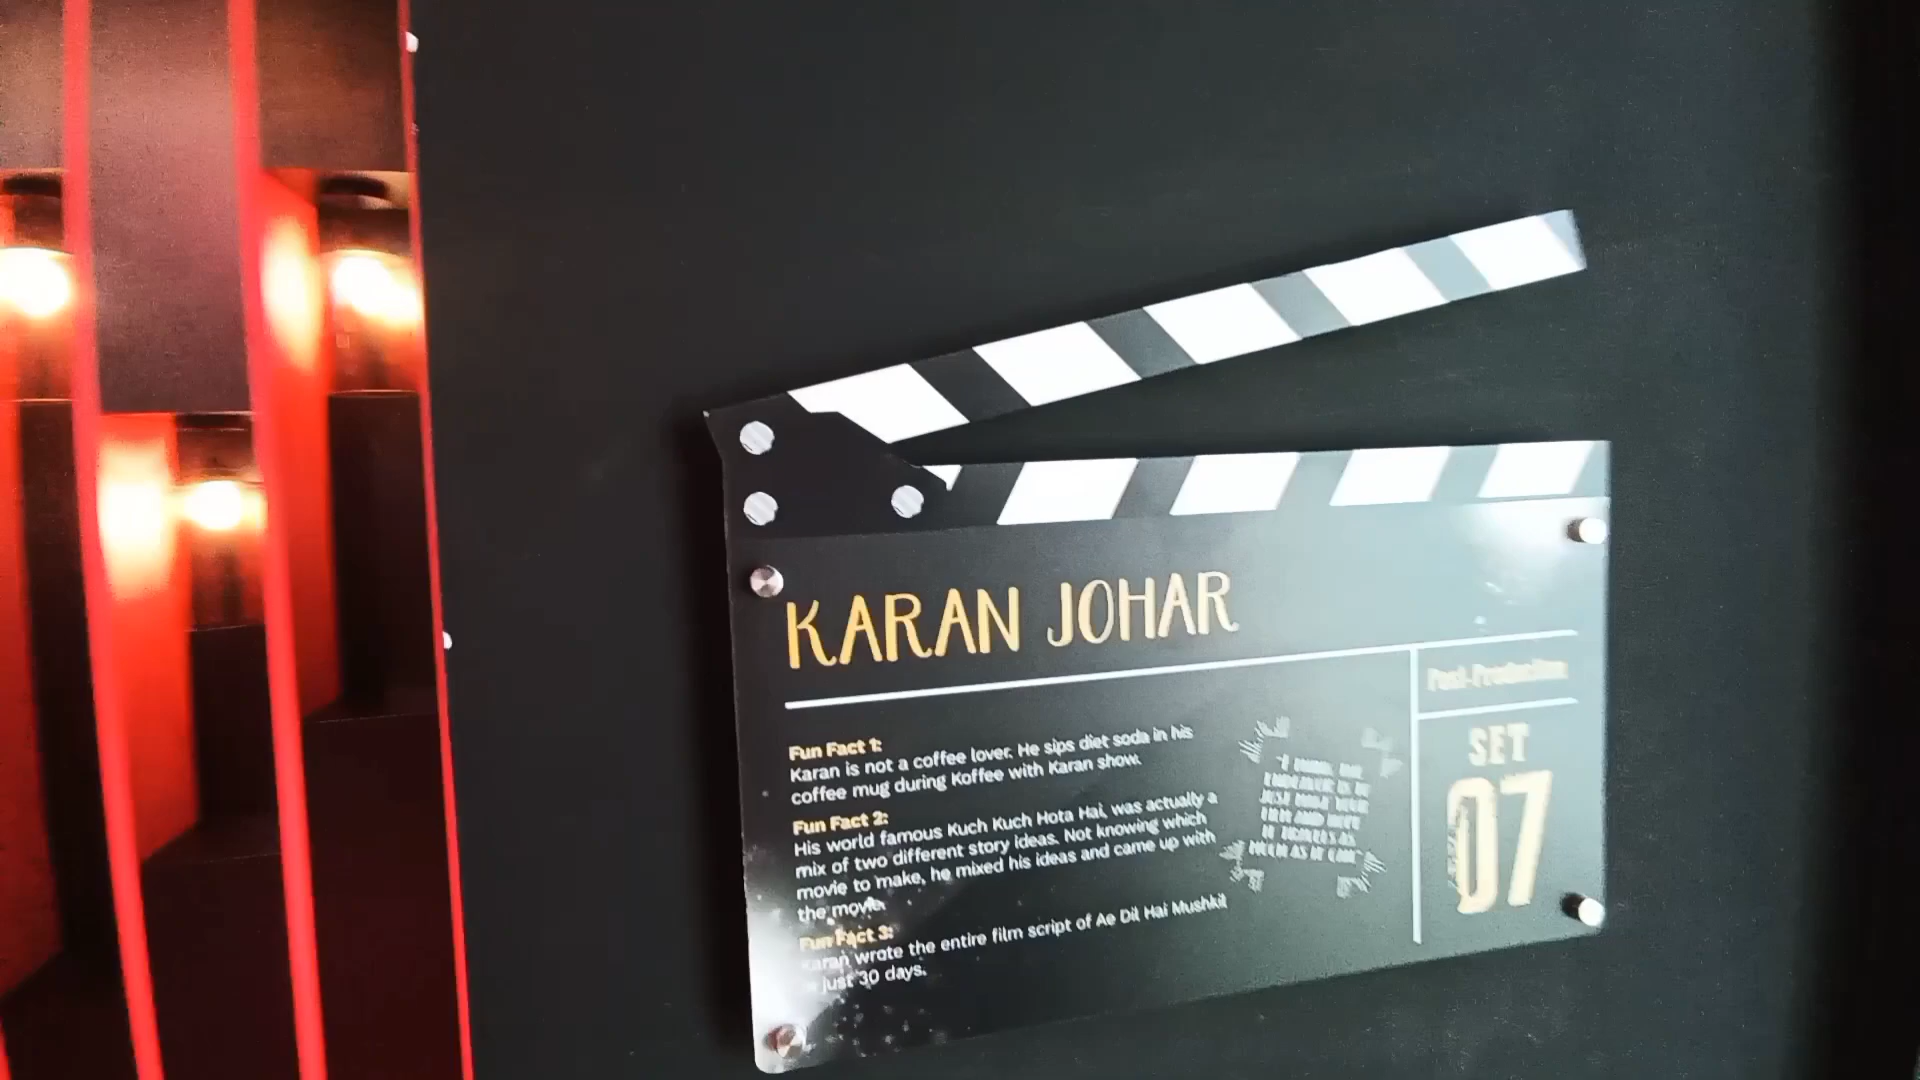 KARAN JOHAR
Post-Production
SET
07
Fun Fact 1:
Karan is not a coffee lover. He sips diet soda in his
coffee mug during Koffee with Karan show.
Fun Fact 2:
His world famous Kuch Kuch Hota Hai, was actually a
mix of two different story ideas. Not knowing which
movie to make, he mixed his ideas and came up with
the movie.
Fun Fact 3:
Karan wrote the entire film script of Ae Dil Hai Mushkil
just 30 days.